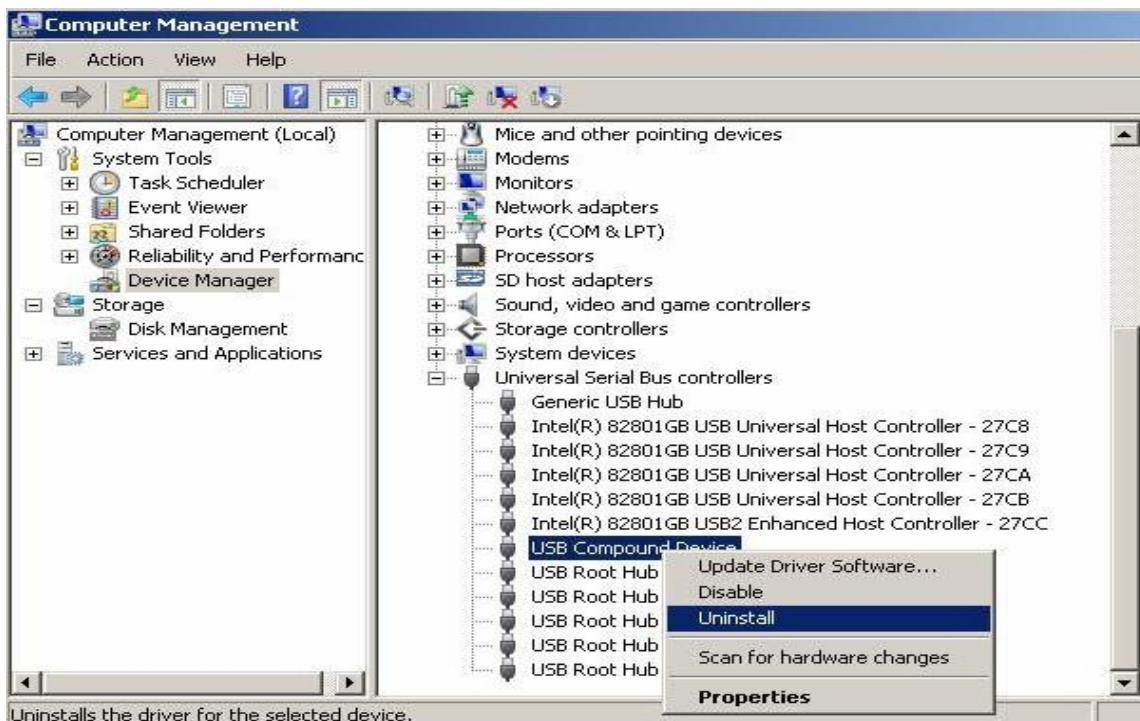 Computer Management
File Action View Help
Computer Management (Local)
System Tools
Task Scheduler
Event Viewer
Shared Folders
Reliability and Performanc
Device Manager
Storage
Disk Management
Services and Applications
Mice and other pointing devices
Modems
Monitors
Network adapters
Ports (COM & LPT)
Processors
SD host adapters
Sound, video and game controllers
Storage controllers
System devices
Universal Serial Bus controllers
Generic USB Hub
Intel(R) 82801GB USB Universal Host Controller - 27C8
Intel(R) 82801GB USB Universal Host Controller - 27C9
Intel(R) 82801GB USB Universal Host Controller - 27CA
Intel(R) 82801GB USB Universal Host Controller - 27CB
Intel(R) 82801GB USB2 Enhanced Host Controller - 27CC
USB Compound Device
USB Root Hub
USB Root Hub
USB Root Hub
USB Root Hub
USB Root Hub
Update Driver Software...
Disable
Uninstall
Scan for hardware changes
Properties
Uninstalls the driver for the selected device.